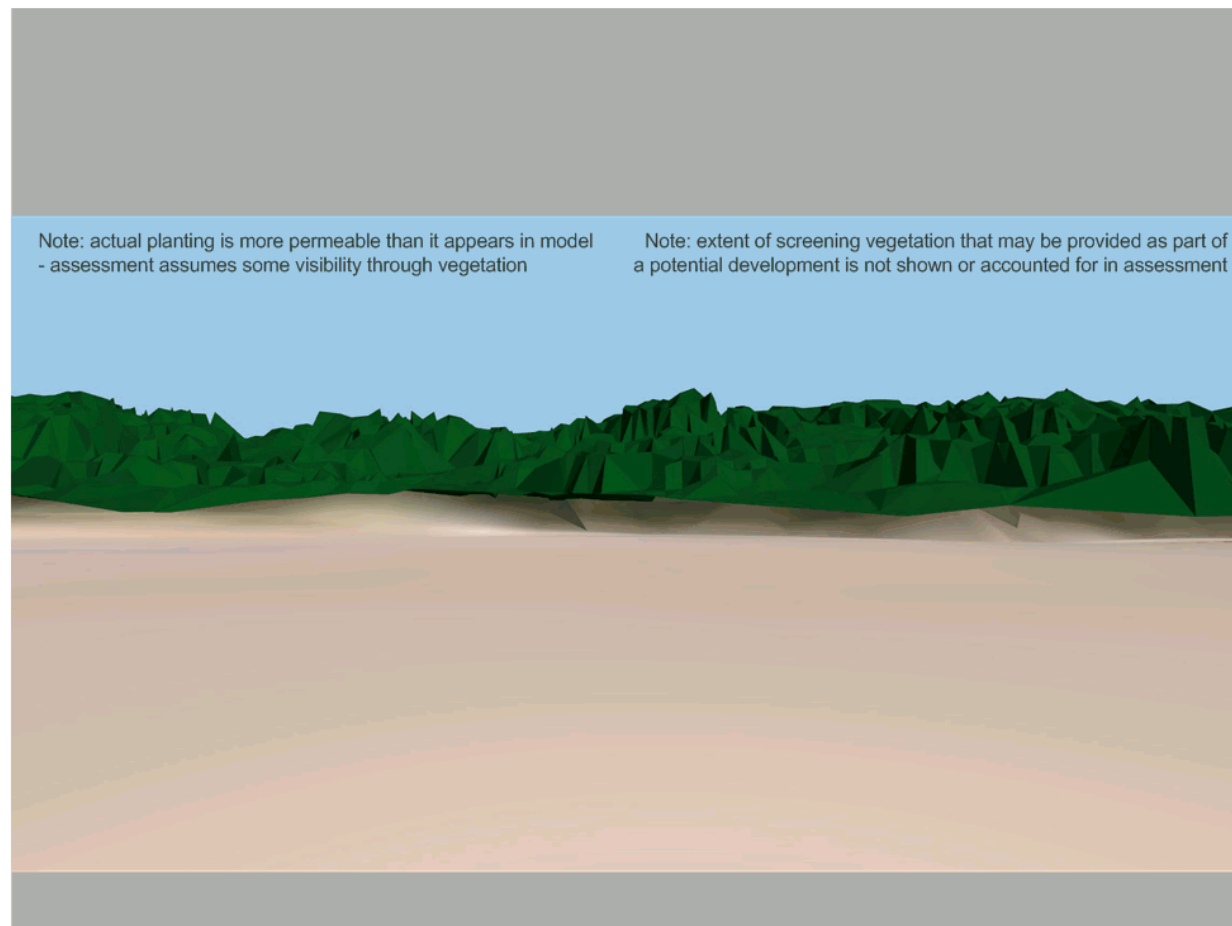 Note: actual planting is more permeable than it appears in model
- assessment assumes some visibility through vegetation
Note: extent of screening vegetation that may be provided as part of
a potential development is not shown or accounted for in assessment